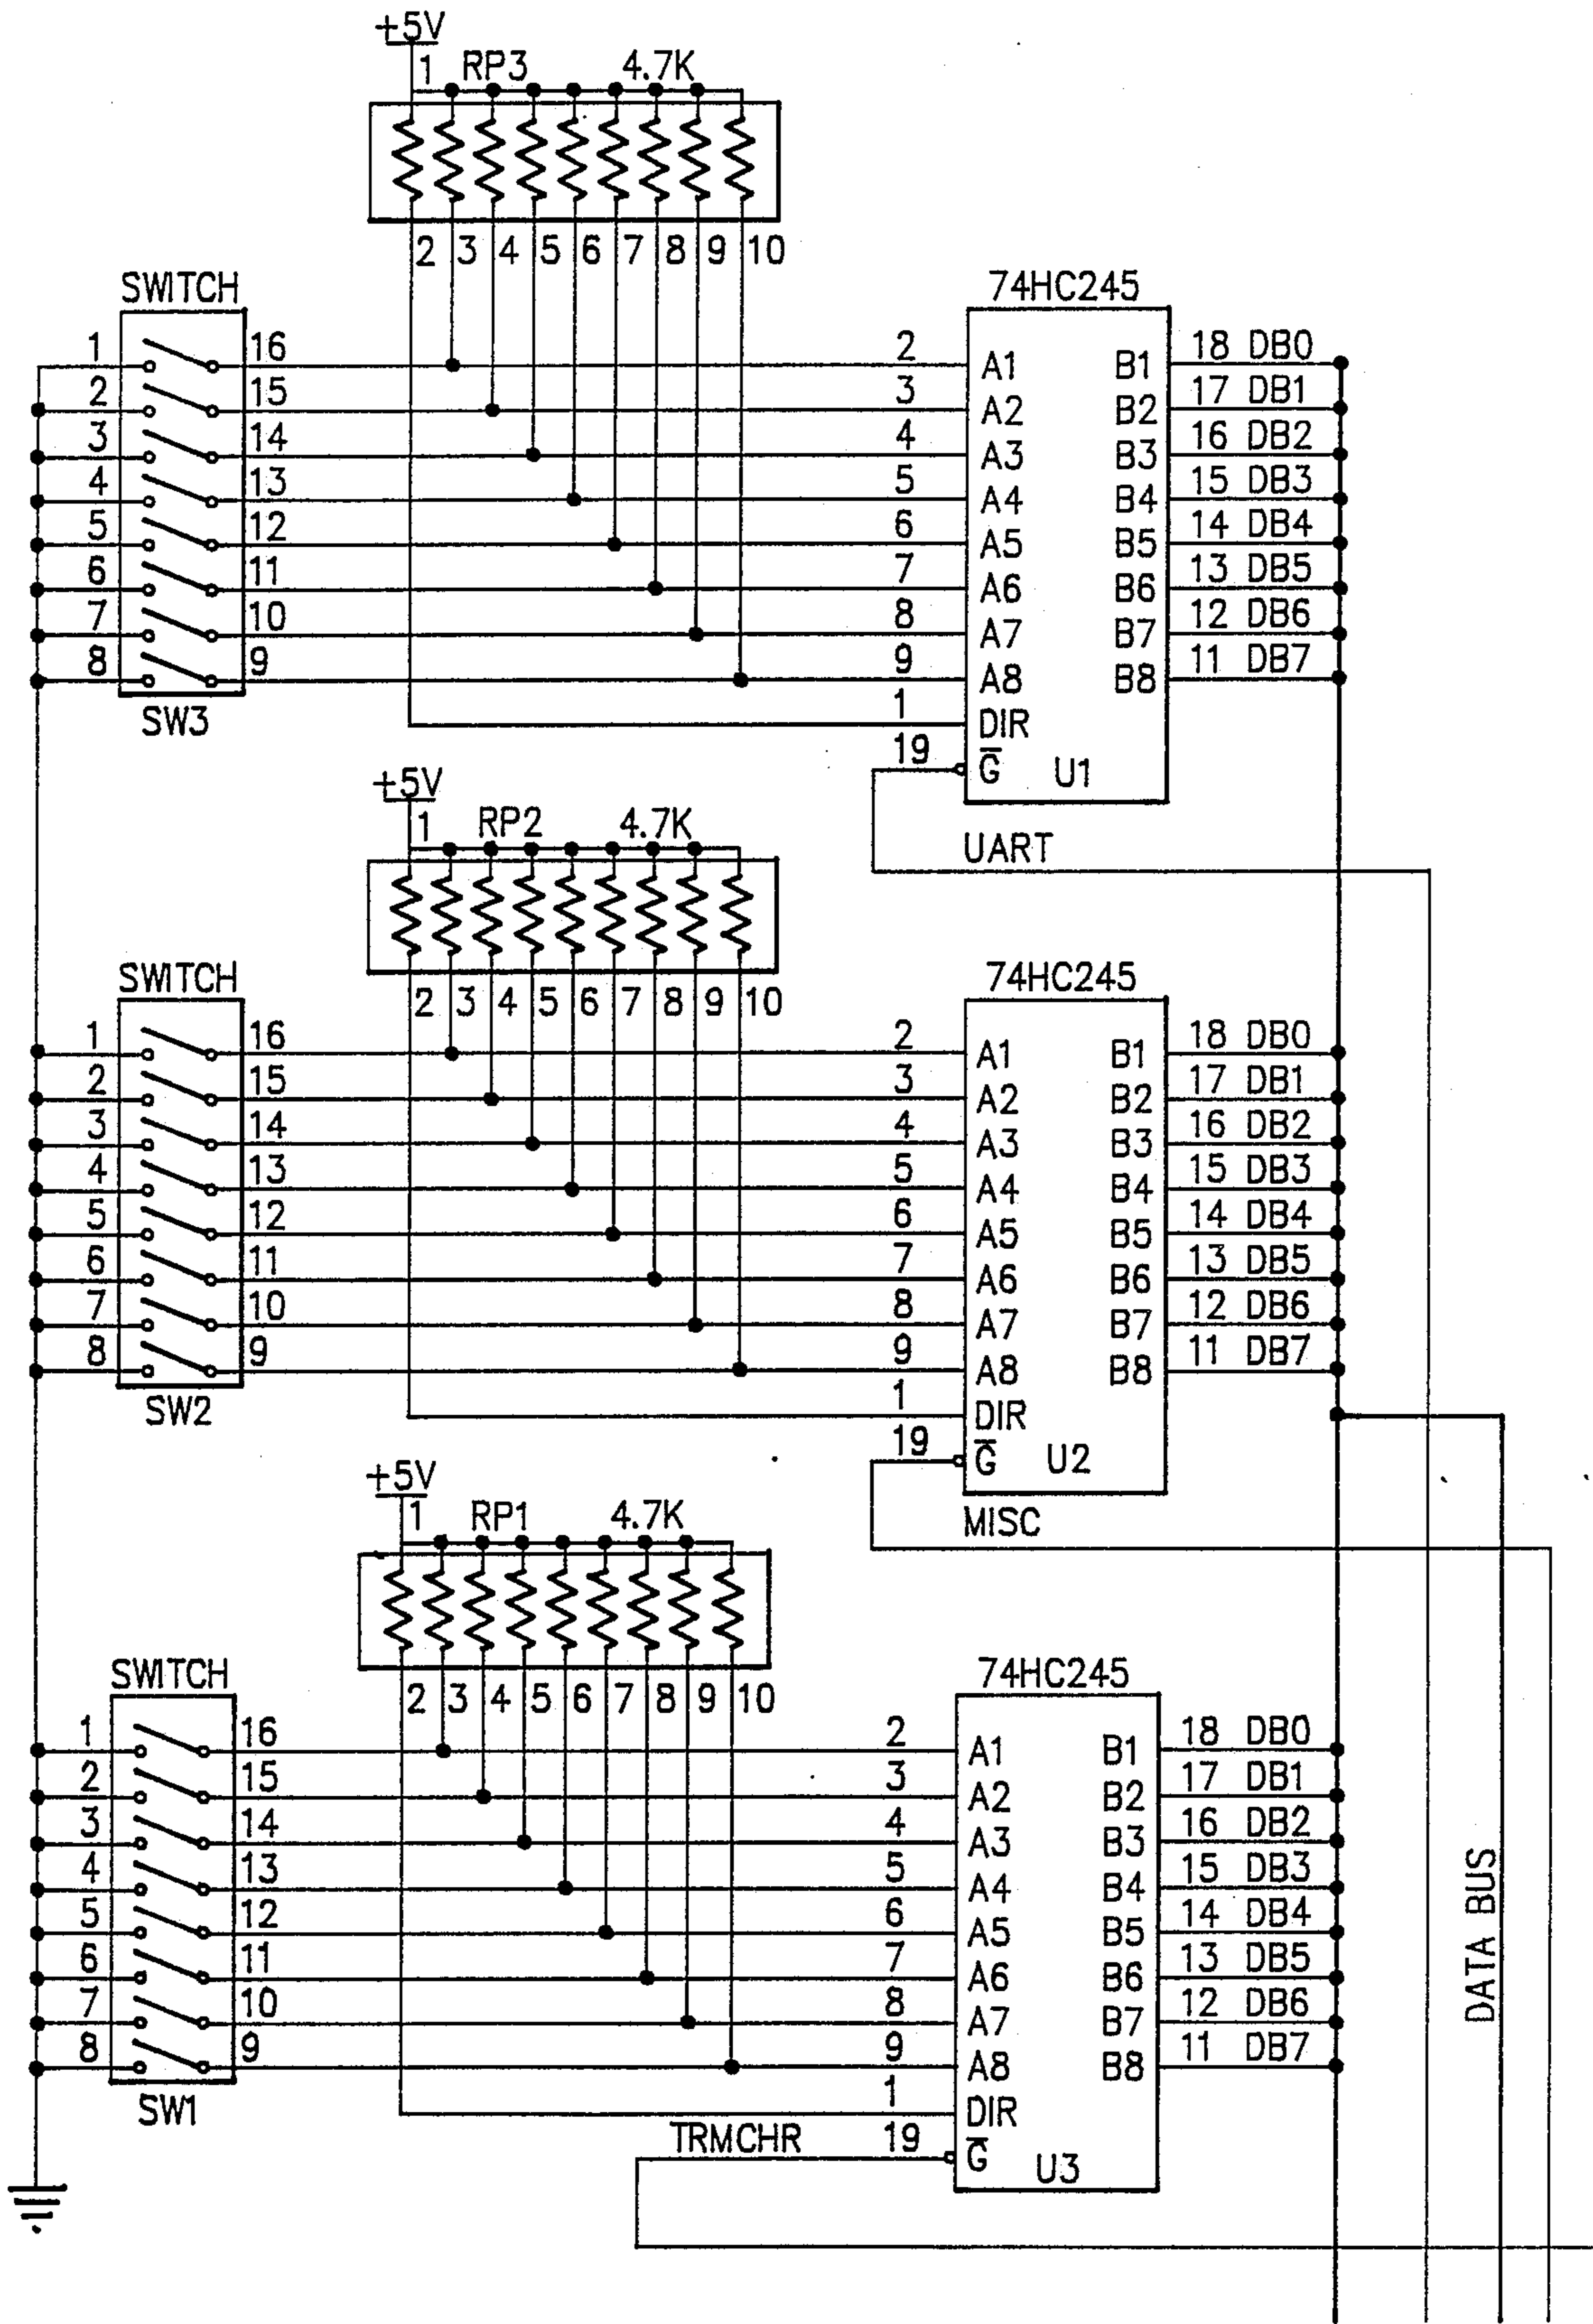 +5V
1 RP3 4.7K
2 3 4 5 6 7 8 9 10
SWITCH
74HC245
1 16 2 A1 B1 18 DB0
2 15 3 A2 B2 17 DB1
3 14 4 A3 B3 16 DB2
4 13 5 A4 B4 15 DB3
5 12 6 A5 B5 14 DB4
6 11 7 A6 B6 13 DB5
7 10 8 A7 B7 12 DB6
8 9 9 A8 B8 11 DB7
SW3
1 DIR
19 G U1
UART
+5V
1 RP2 4.7K
2 3 4 5 6 7 8 9 10
SWITCH
74HC245
1 16 2 A1 B1 18 DB0
2 15 3 A2 B2 17 DB1
3 14 4 A3 B3 16 DB2
4 13 5 A4 B4 15 DB3
5 12 6 A5 B5 14 DB4
6 11 7 A6 B6 13 DB5
7 10 8 A7 B7 12 DB6
8 9 9 A8 B8 11 DB7
SW2
1 DIR
19 G U2
MISC
+5V
1 RP1 4.7K
2 3 4 5 6 7 8 9 10
SWITCH
74HC245
1 16 2 A1 B1 18 DB0
2 15 3 A2 B2 17 DB1
3 14 4 A3 B3 16 DB2
4 13 5 A4 B4 15 DB3
5 12 6 A5 B5 14 DB4
6 11 7 A6 B6 13 DB5
7 10 8 A7 B7 12 DB6
8 9 9 A8 B8 11 DB7
SW1
1 DIR
TRMCHR 19 G U3
DATA BUS